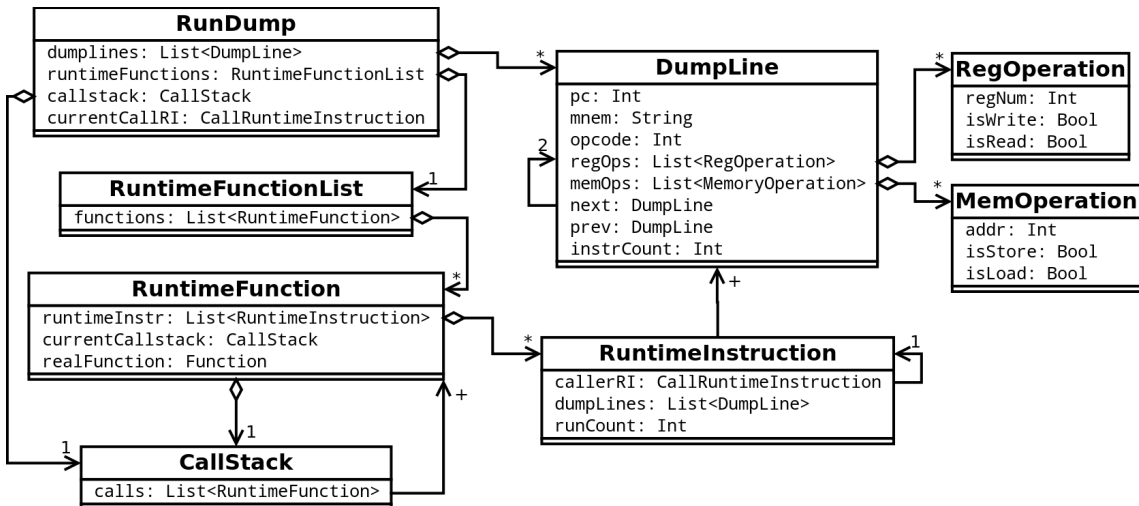 RunDump
dumplines: List<DumpLine>
runtimeFunctions: RuntimeFunctionList
callstack: CallStack
currentCallRI: CallRuntimeInstruction
*
DumpLine
pc: Int
mnem: String
opcode: Int
regOps: List<RegOperation>
memOps: List<MemoryOperation>
next: DumpLine
prev: DumpLine
instrCount: Int
2
*
RegOperation
regNum: Int
isWrite: Bool
isRead: Bool
*
MemOperation
addr: Int
isStore: Bool
isLoad: Bool
1
RuntimeFunctionList
functions: List<RuntimeFunction>
*
RuntimeFunction
runtimeInstr: List<RuntimeInstruction>
currentCallstack: CallStack
realFunction: Function
+
*
RuntimeInstruction
callerRI: CallRuntimeInstruction
dumpLines: List<DumpLine>
runCount: Int
1
+
1
1
CallStack
calls: List<RuntimeFunction>